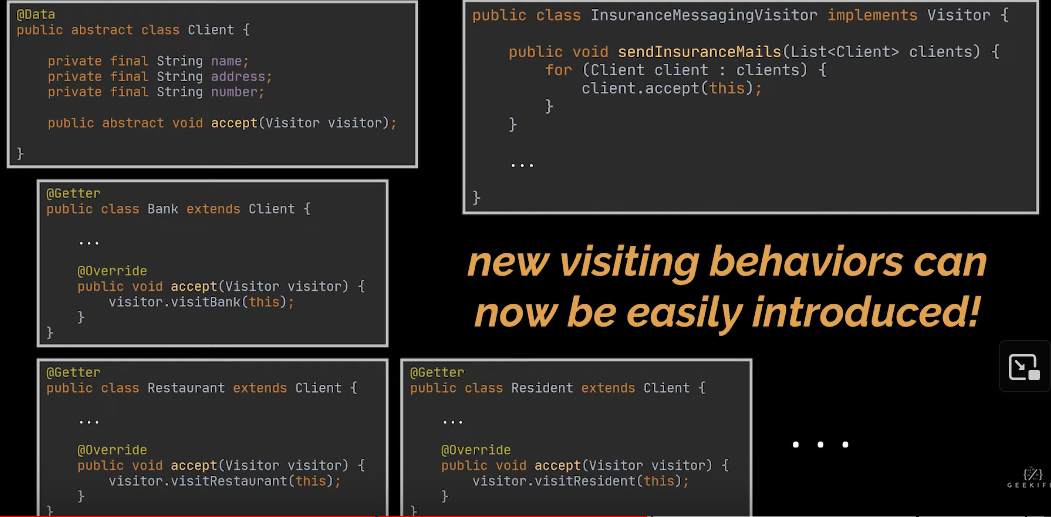 @Data
public abstract class Client {
private final String name;
private final String address;
private final String number;
public abstract void accept(Visitor visitor);
}
public class InsuranceMessagingVisitor implements Visitor {
public void sendInsuranceMails(List<Client> clients) {
for (Client client : clients) {
client.accept(this);
}
}
...
}
@Getter
public class Bank extends Client {
...
@Override
public void accept(Visitor visitor) {
visitor.visitBank(this);
}
}
new visiting behaviors can
now be easily introduced!
@Getter
public class Restaurant extends Client {
...
@Override
public void accept(Visitor visitor) {
visitor.visitRestaurant(this);
}
}
@Getter
public class Resident extends Client {
...
@Override
public void accept(Visitor visitor) {
visitor.visitResident(this);
}
}
...